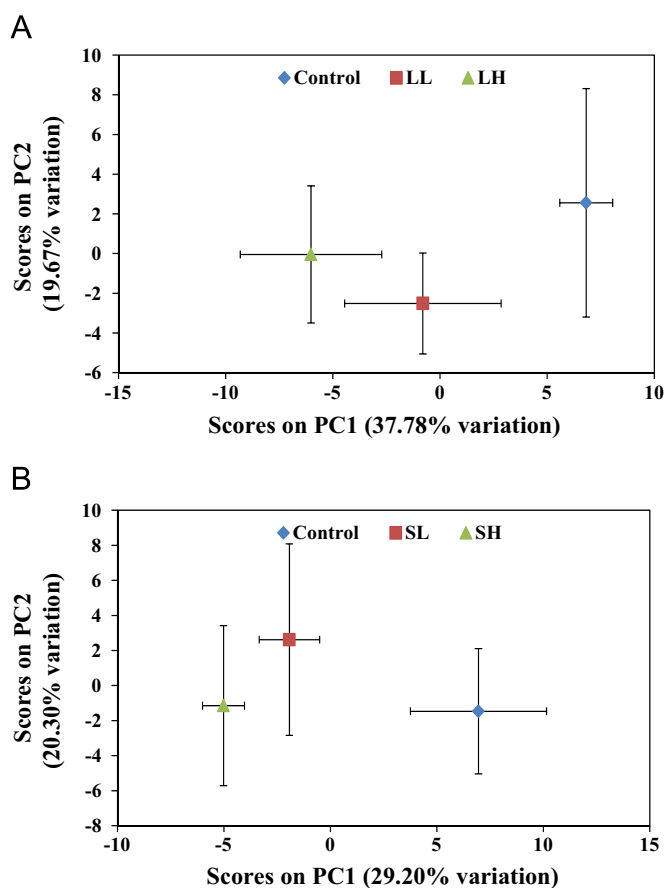 A
Control LL LH
10
8
6
4
2
0
-2
-4
-6
Scores on PC2
(19.67% variation)
-15 -10 -5 0 5 10
Scores on PC1 (37.78% variation)
B
Control SL SH
10
8
6
4
2
0
-2
-4
-6
-8
Scores on PC2
(20.30% variation)
-10 -5 0 5 10 15
Scores on PC1 (29.20% variation)